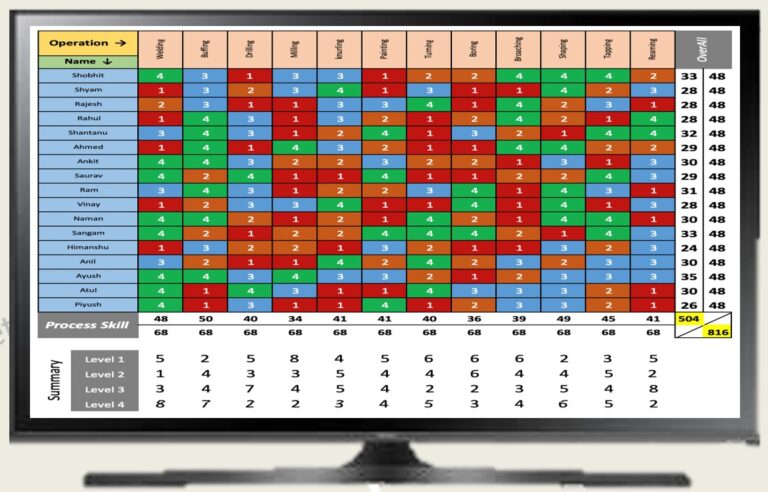 Operation → Welding Buffing Drilling Milling knurling Painting Turning Boring Broaching Shaping Tapping Reaming OverAll
Name ↓
Shobhit 4 3 1 3 3 1 2 2 4 4 4 2 33 48
Shyam 1 3 2 3 4 1 3 1 1 4 2 3 28 48
Rajesh 2 3 1 1 3 3 4 1 4 2 3 1 28 48
Rahul 1 4 3 1 3 2 1 2 4 2 1 4 28 48
Shantanu 3 4 3 1 2 4 1 3 2 1 4 4 32 48
Ahmed 1 4 1 4 3 2 1 1 4 4 2 2 29 48
Ankit 4 4 3 2 2 3 2 2 1 3 1 3 30 48
Saurav 4 2 4 1 1 4 1 1 2 2 4 3 29 48
Ram 3 4 3 1 2 2 3 4 1 4 3 1 31 48
Vinay 1 2 3 3 4 1 1 4 1 4 1 3 28 48
Naman 4 4 2 1 2 1 4 2 1 4 4 1 30 48
Sangam 4 2 1 2 2 4 4 4 2 1 4 3 33 48
Himanshu 1 3 2 2 1 3 2 1 1 3 2 3 24 48
Anil 3 2 1 1 4 2 4 2 3 2 3 3 30 48
Ayush 4 4 3 4 3 3 2 1 2 3 3 3 35 48
Atul 4 1 4 3 1 1 4 3 3 3 2 1 30 48
Piyush 4 1 3 1 1 4 1 2 3 3 2 1 26 48
Process Skill 48 50 40 34 41 41 40 36 39 49 45 41 504
68 68 68 68 68 68 68 68 68 68 68 68 816
Summary
Level 1 5 2 5 8 4 5 6 6 6 2 3 5
Level 2 1 4 3 3 5 4 4 6 4 4 5 2
Level 3 3 4 7 4 5 4 2 2 3 5 4 8
Level 4 8 7 2 2 3 4 5 3 4 6 5 2